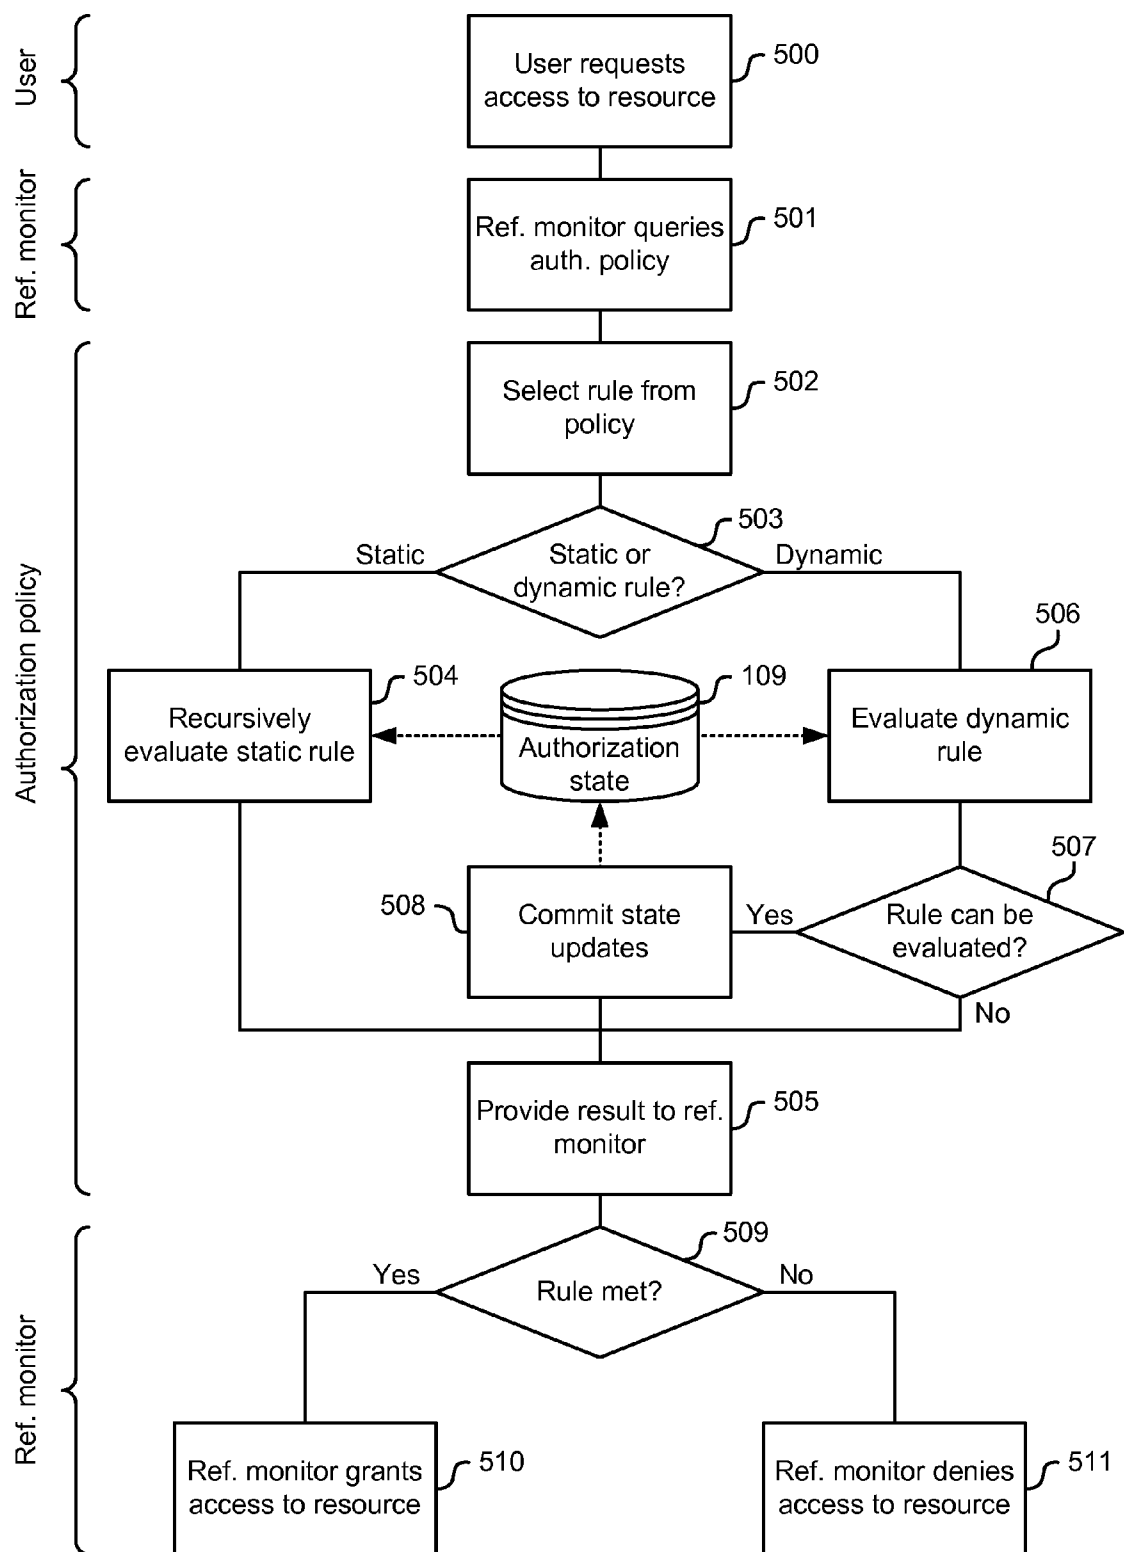 User
User requests
access to resource
500
Ref. monitor
Ref. monitor queries
auth. policy
501
Authorization policy
Select rule from
policy
502
503
Static
Static or
dynamic rule?
Dynamic
506
Recursively
evaluate static rule
504
109
Authorization
state
Evaluate dynamic
rule
507
508
Commit state
updates
Yes
Rule can be
evaluated?
No
Provide result to ref.
monitor
505
509
Ref. monitor
Yes
Rule met?
No
Ref. monitor grants
access to resource
510
Ref. monitor denies
access to resource
511